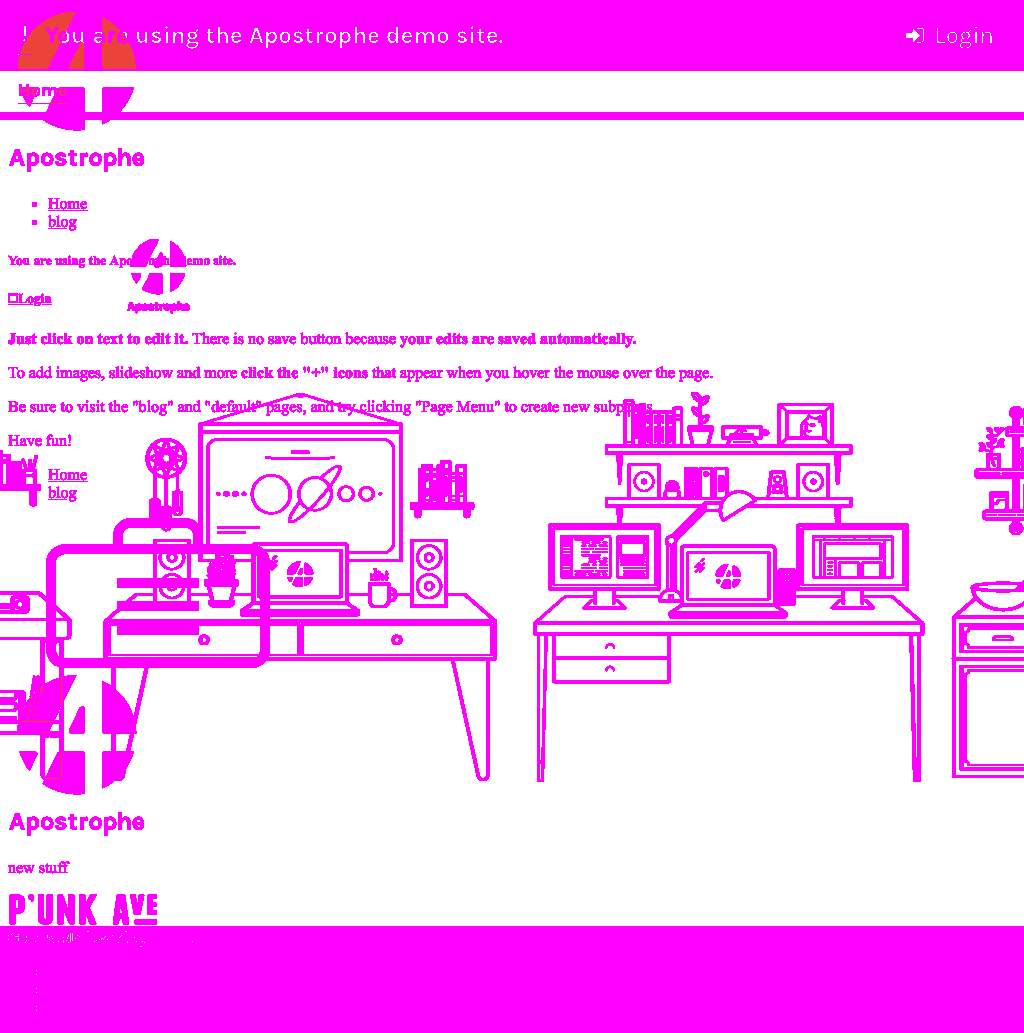 ! You are using the Apostrophe demo site.
Login
Home
Apostrophe
Home
blog
You are using the Apostrophe demo site.
Login
Apostrophe
Just click on text to edit it. There is no save button because your edits are saved automatically.
To add images, slideshow and more click the "+" icons that appear when you hover the mouse over the page.
Be sure to visit the "blog" and "default" pages, and try clicking "Page Menu" to create new subpages.
Have fun!
Home
blog
Apostrophe
new stuff
P'UNK AVE